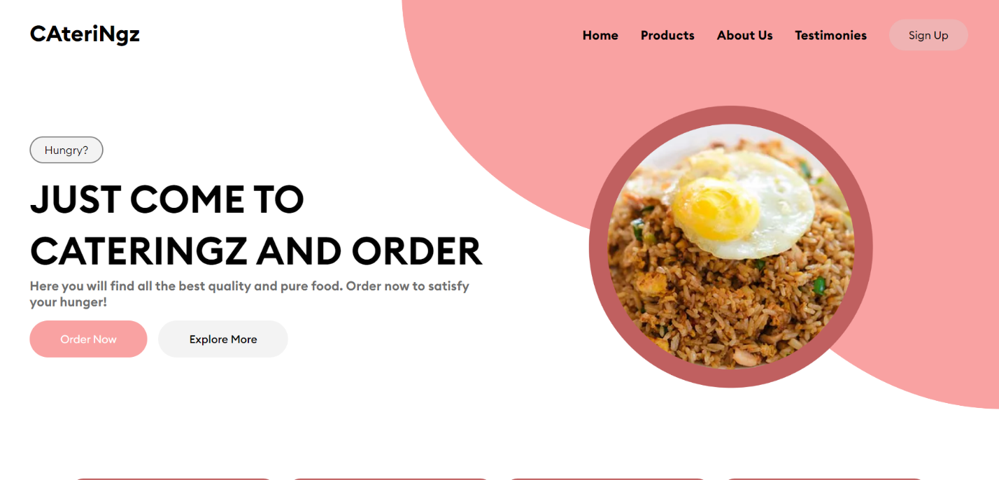 CAteriNgz
Home Products About Us Testimonies Sign Up
Hungry?
JUST COME TO
CATERINGZ AND ORDER
Here you will find all the best quality and pure food. Order now to satisfy
your hunger!
Order Now Explore More